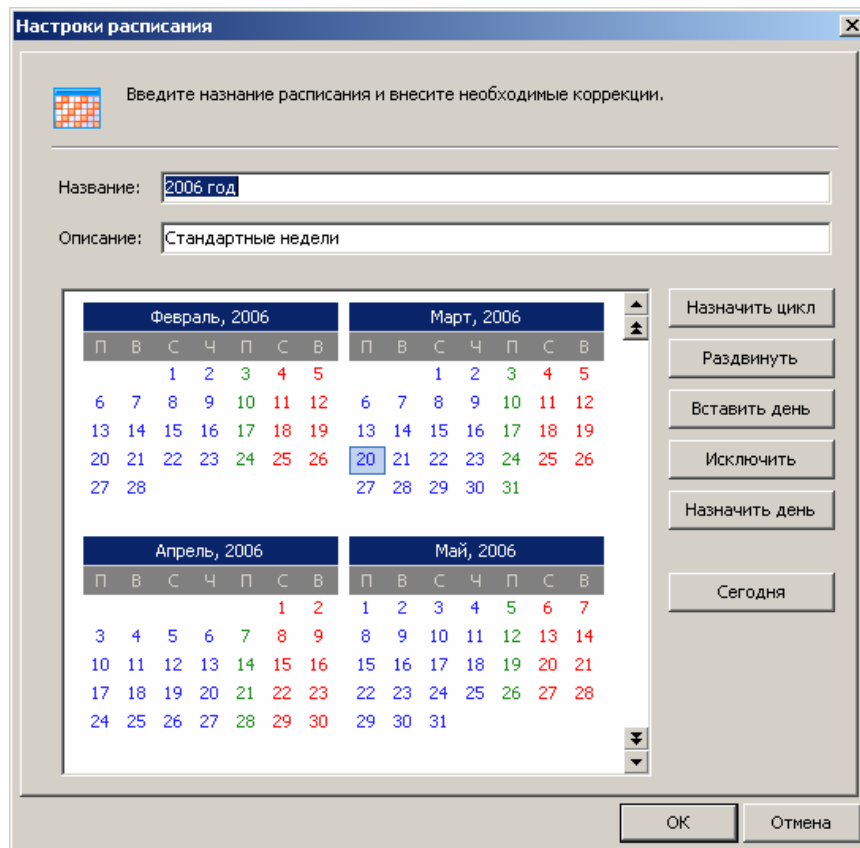 Настроки расписания
Введите назнание расписания и внесите необходимые коррекции.
Название: 2006 год
Описание: Стандартные недели
Февраль, 2006
П В С Ч П С В
1 2 3 4 5
6 7 8 9 10 11 12
13 14 15 16 17 18 19
20 21 22 23 24 25 26
27 28
Март, 2006
П В С Ч П С В
1 2 3 4 5
6 7 8 9 10 11 12
13 14 15 16 17 18 19
20 21 22 23 24 25 26
27 28 29 30 31
Апрель, 2006
П В С Ч П С В
1 2
3 4 5 6 7 8 9
10 11 12 13 14 15 16
17 18 19 20 21 22 23
24 25 26 27 28 29 30
Май, 2006
П В С Ч П С В
1 2 3 4 5 6 7
8 9 10 11 12 13 14
15 16 17 18 19 20 21
22 23 24 25 26 27 28
29 30 31
Назначить цикл
Раздвинуть
Вставить день
Исключить
Назначить день
Сегодня
ОК
Отмена